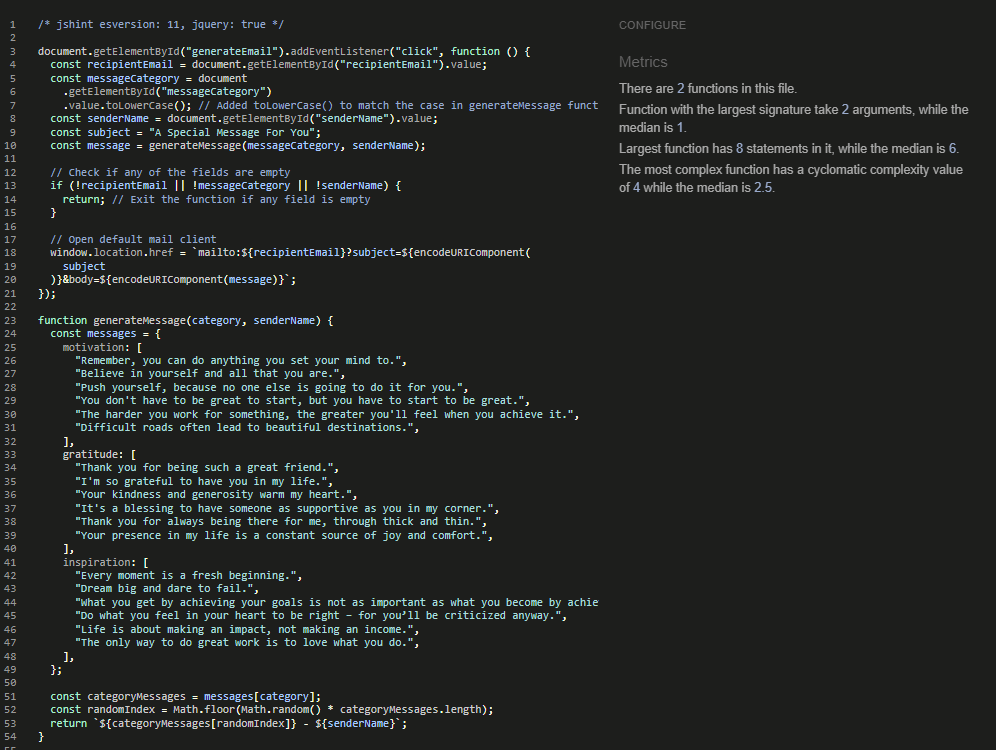 1 /* jshint esversion: 11, jquery: true */
2
3 document.getElementById("generateEmail").addEventListener("click", function () {
4 const recipientEmail = document.getElementById("recipientEmail").value;
5 const messageCategory = document
6 .getElementById("messageCategory")
7 .value.toLowerCase(); // Added toLowerCase() to match the case in generateMessage funct
8 const senderName = document.getElementById("senderName").value;
9 const subject = "A Special Message For You";
10 const message = generateMessage(messageCategory, senderName);
11
12 // Check if any of the fields are empty
13 if (!recipientEmail || !messageCategory || !senderName) {
14 return; // Exit the function if any field is empty
15 }
16
17 // Open default mail client
18 window.location.href = `mailto:${recipientEmail}?subject=${encodeURIComponent(
19 subject
20 )}&body=${encodeURIComponent(message)}`;
21 });
22
23 function generateMessage(category, senderName) {
24 const messages = {
25 motivation: [
26 "Remember, you can do anything you set your mind to.",
27 "Believe in yourself and all that you are.",
28 "Push yourself, because no one else is going to do it for you.",
29 "You don't have to be great to start, but you have to start to be great.",
30 "The harder you work for something, the greater you'll feel when you achieve it.",
31 "Difficult roads often lead to beautiful destinations.",
32 ],
33 gratitude: [
34 "Thank you for being such a great friend.",
35 "I'm so grateful to have you in my life.",
36 "Your kindness and generosity warm my heart.",
37 "It's a blessing to have someone as supportive as you in my corner.",
38 "Thank you for always being there for me, through thick and thin.",
39 "Your presence in my life is a constant source of joy and comfort.",
40 ],
41 inspiration: [
42 "Every moment is a fresh beginning.",
43 "Dream big and dare to fail.",
44 "What you get by achieving your goals is not as important as what you become by achie
45 "Do what you feel in your heart to be right – for you’ll be criticized anyway.",
46 "Life is about making an impact, not making an income.",
47 "The only way to do great work is to love what you do.",
48 ],
49 };
50
51 const categoryMessages = messages[category];
52 const randomIndex = Math.floor(Math.random() * categoryMessages.length);
53 return `${categoryMessages[randomIndex]} - ${senderName}`;
54 }
CONFIGURE
Metrics
There are 2 functions in this file.
Function with the largest signature take 2 arguments, while the
median is 1.
Largest function has 8 statements in it, while the median is 6.
The most complex function has a cyclomatic complexity value
of 4 while the median is 2.5.